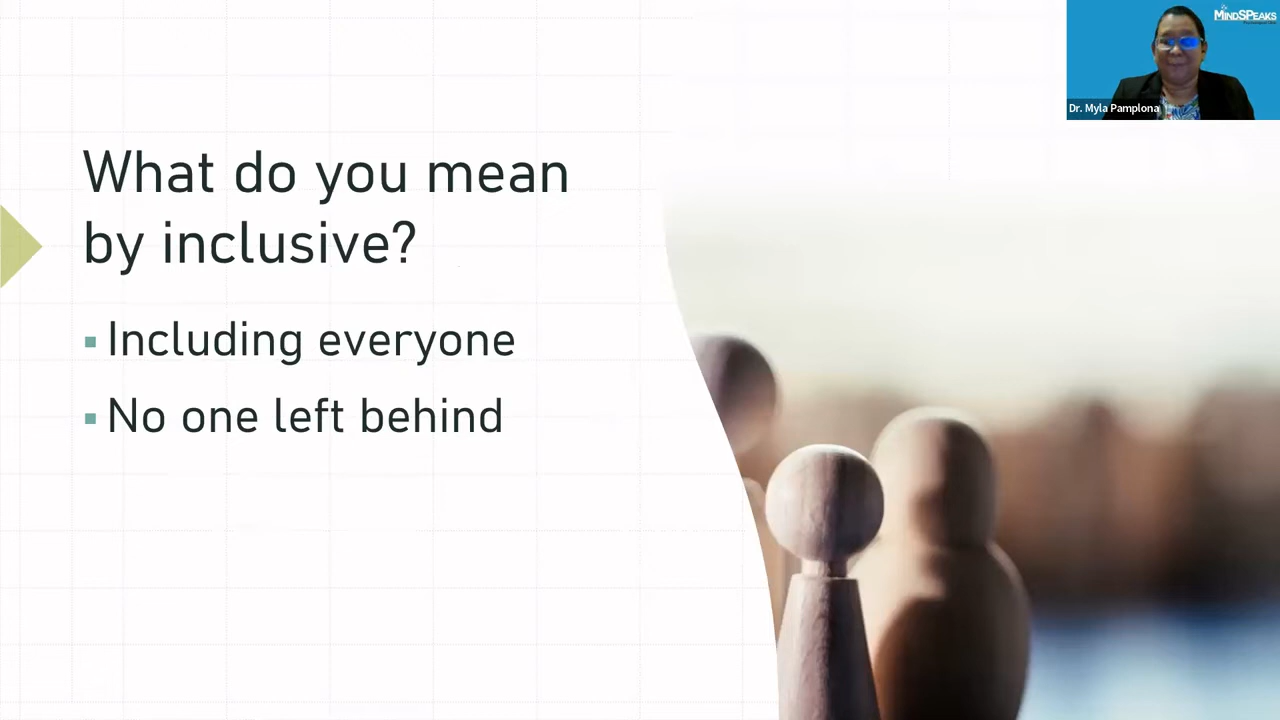 MINDSPEAKS
Dr. Myla Pamplona
What do you mean
by inclusive?
▪ Including everyone
▪ No one left behind